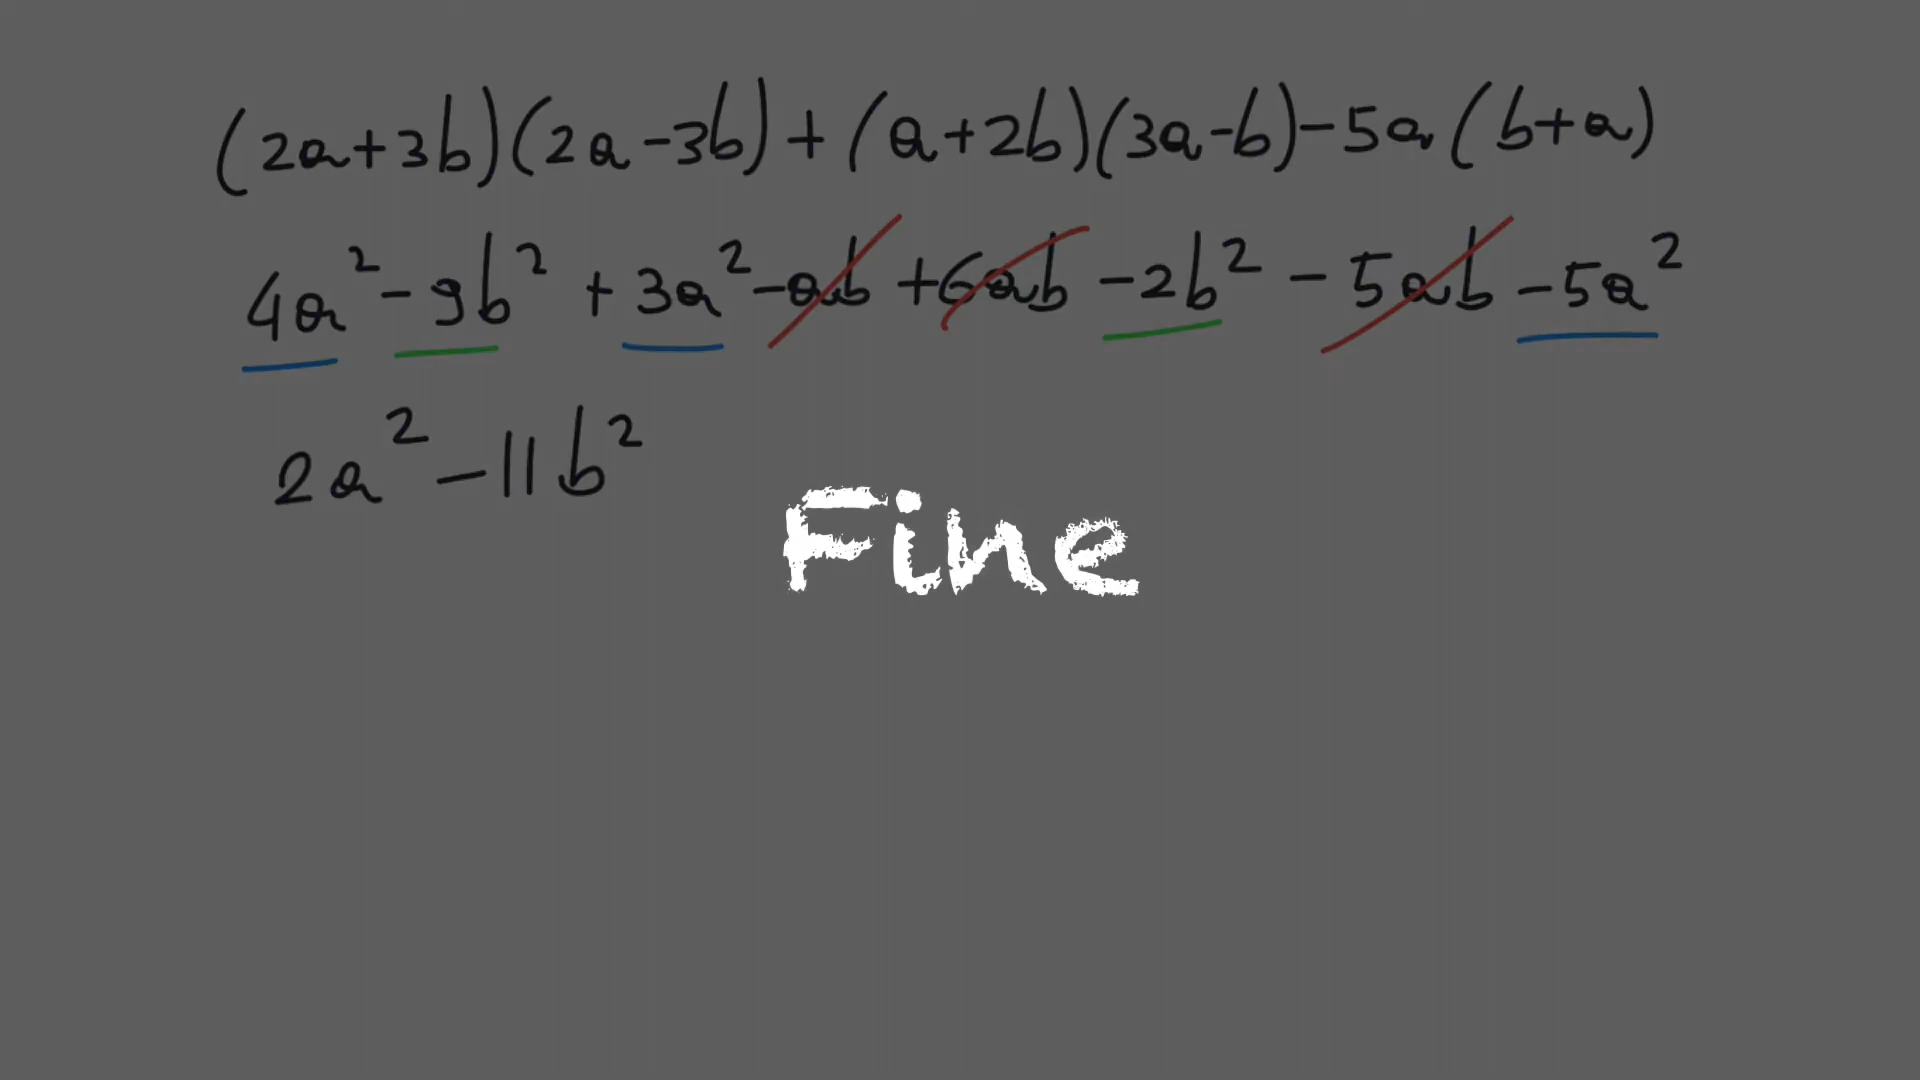 (2a+3b)(2a-3b)+(a+2b)(3a-b)-5a(b+a)
4a²-9b²+3a²-ab+6ab-2b²-5ab-5a²
2a²-11b²
Fine